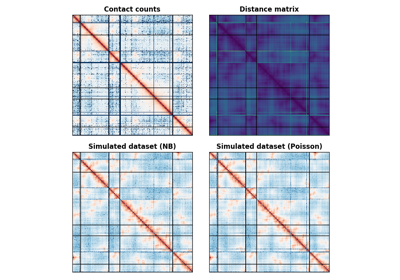 Contact counts
Distance matrix
Simulated dataset (NB)
Simulated dataset (Poisson)